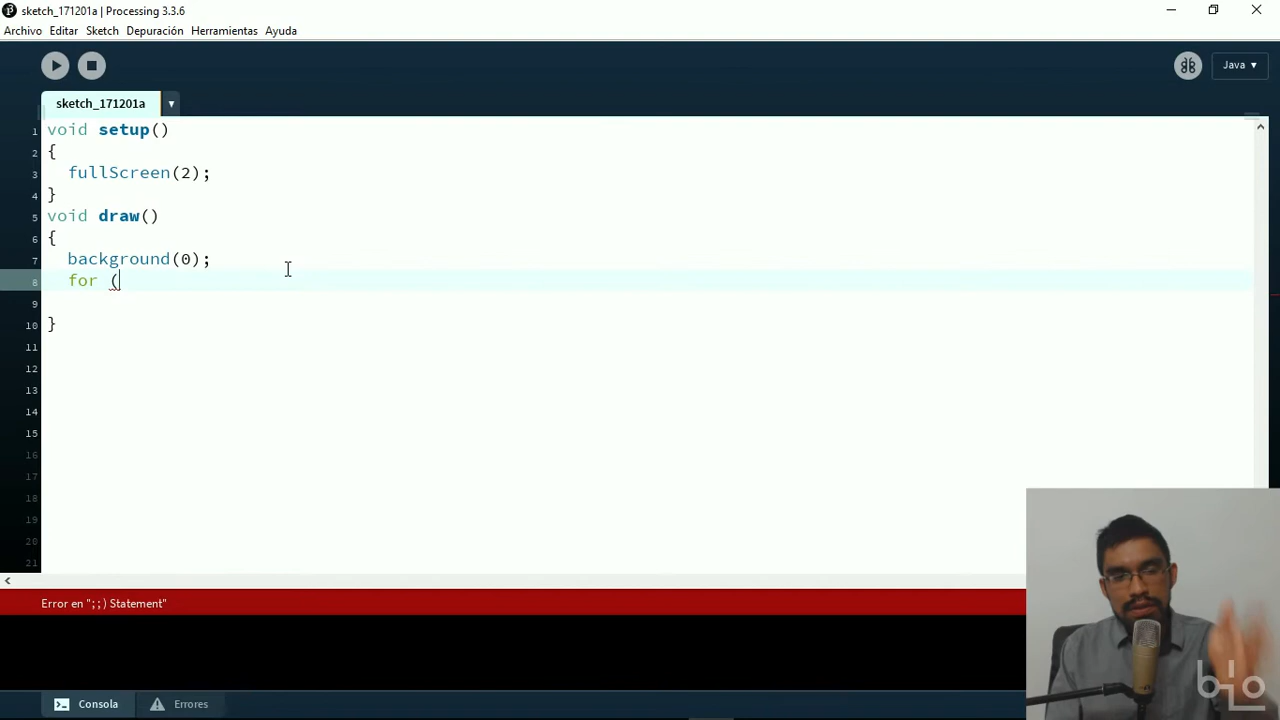 sketch_171201a | Processing 3.3.6
Archivo Editar Sketch Depuración Herramientas Ayuda
Java ▾
sketch_171201a ▾
1 void setup()
2 {
3 fullScreen(2);
4 }
5 void draw()
6 {
7 background(0);
8 for (
9
10 }
11
12
13
14
15
16
17
18
19
20
21
Error en ";;) Statement"
blo
Consola Errores